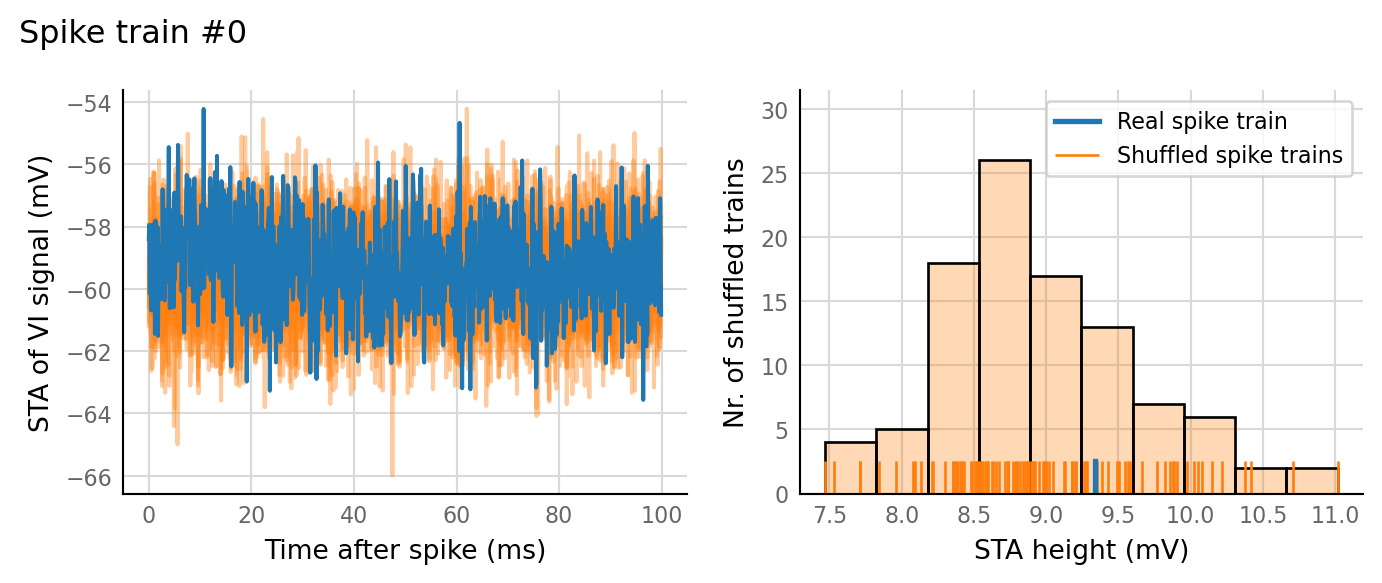 Spike train #0
STA of VI signal (mV)
−54
−56
−58
−60
−62
−64
−66
0 20 40 60 80 100
Time after spike (ms)
Nr. of shuffled trains
30
25
20
15
10
5
0
7.5 8.0 8.5 9.0 9.5 10.0 10.5 11.0
STA height (mV)
Real spike train
Shuffled spike trains